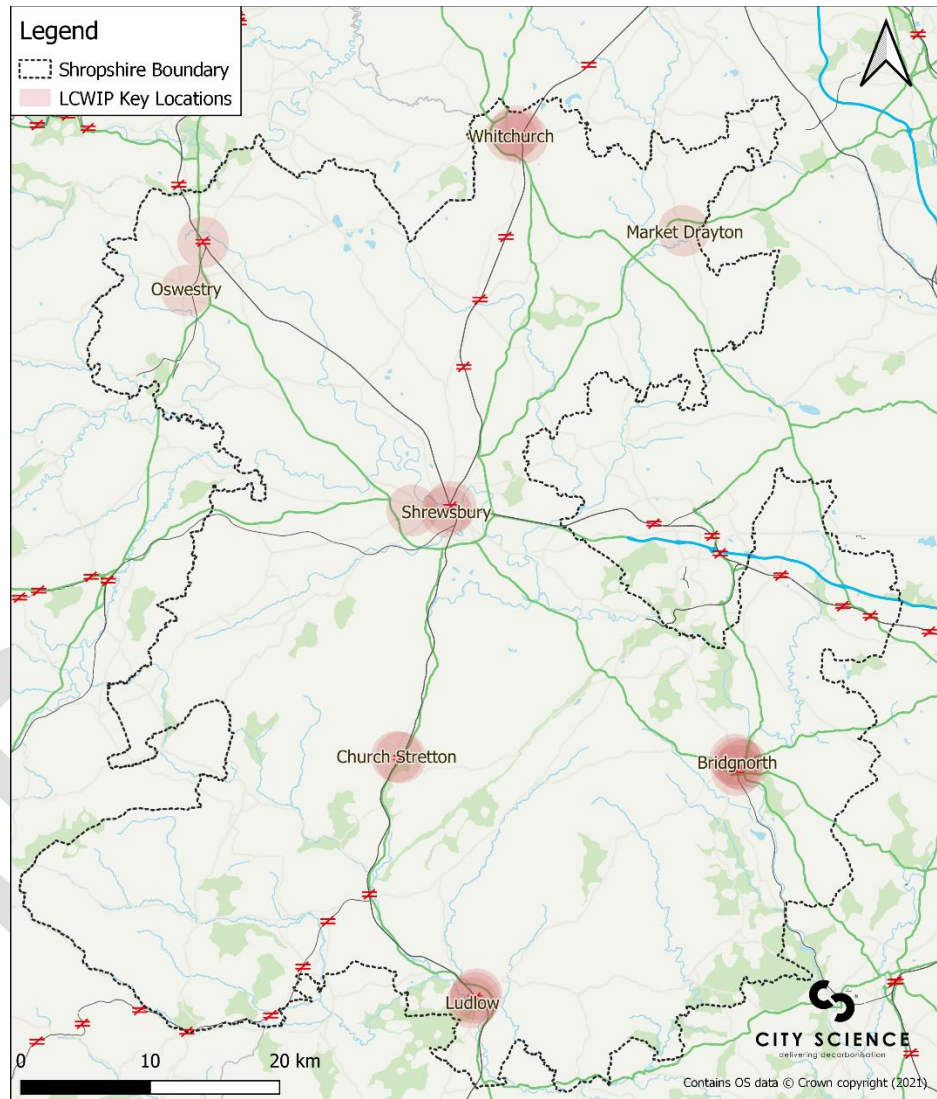 Legend
Shropshire Boundary
LCWIP Key Locations
Whitchurch
Market Drayton
Oswestry
Shrewsbury
Church Stretton
Bridgnorth
Ludlow
CITY SCIENCE
delivering decarbonisation
0 10 20 km
Contains OS data © Crown copyright (2021)